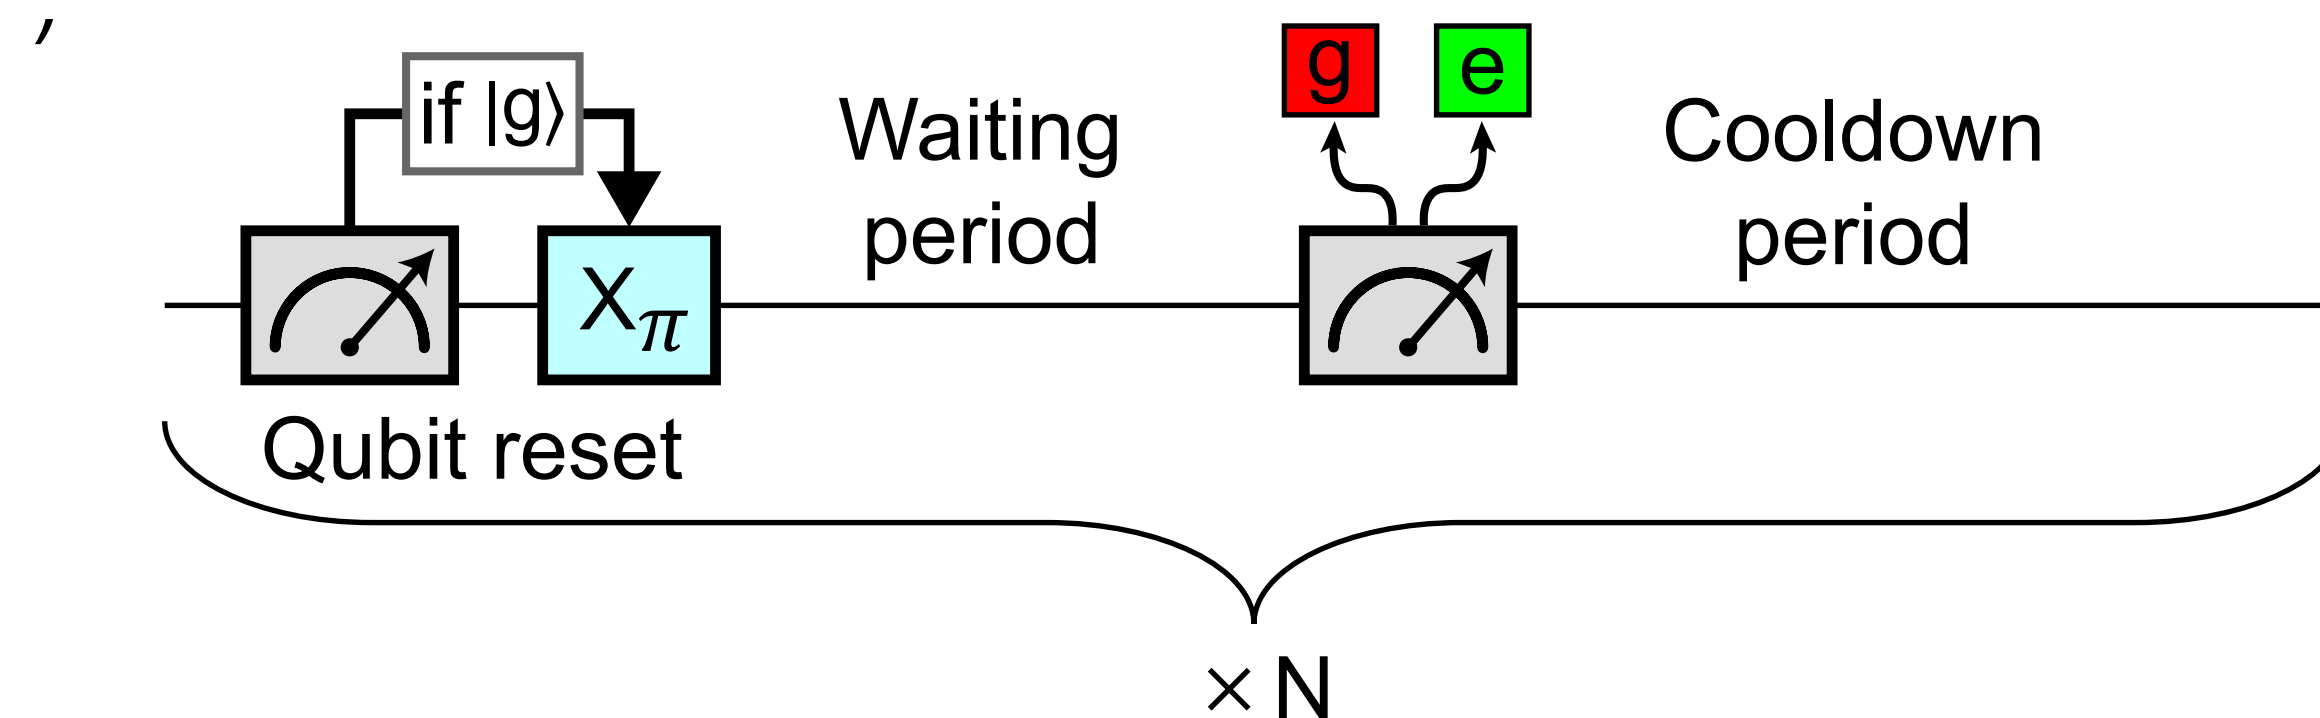 if |g⟩
Waiting
period
g
e
Cooldown
period
Xπ
Qubit reset
× N